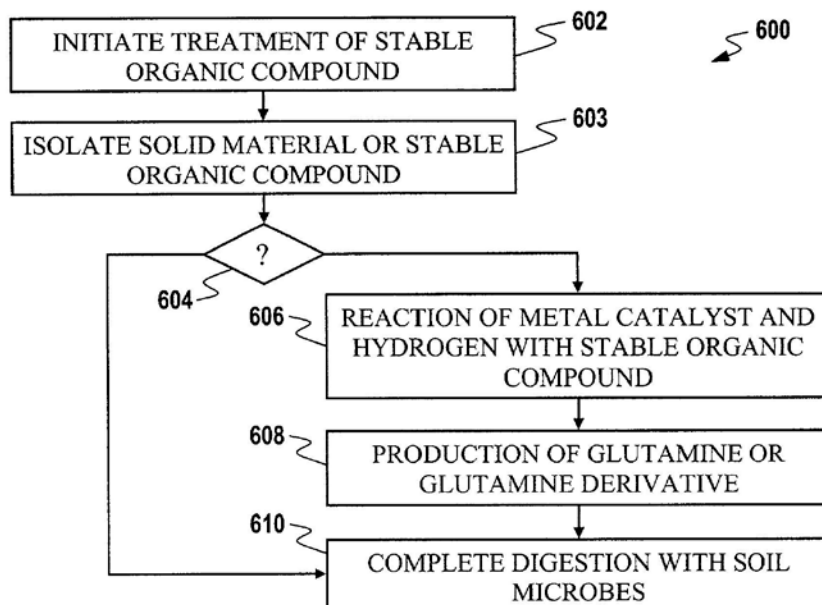 INITIATE TREATMENT OF STABLE
ORGANIC COMPOUND
602
600
ISOLATE SOLID MATERIAL OR STABLE
ORGANIC COMPOUND
603
?
604
606
REACTION OF METAL CATALYST AND
HYDROGEN WITH STABLE ORGANIC
COMPOUND
608
PRODUCTION OF GLUTAMINE OR
GLUTAMINE DERIVATIVE
610
COMPLETE DIGESTION WITH SOIL
MICROBES